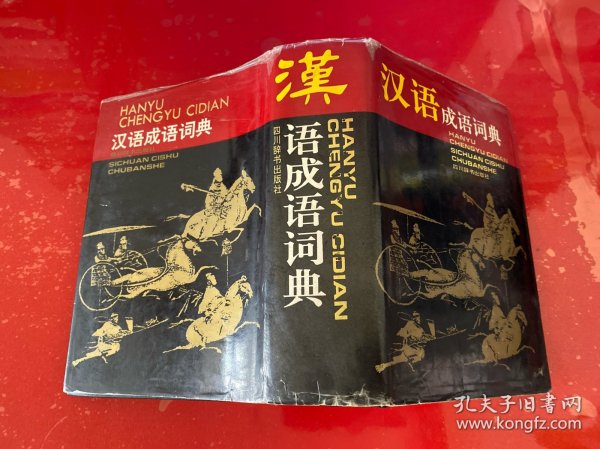 HANYU
CHENGYU CIDIAN
汉语成语词典
SICHUAN CISHU
CHUBANSHE
漢
语成语词典
四川辞书出版社
HANYU
CHENGYU CIDIAN
汉语成语词典
HANYU
CHENGYU CIDIAN
SICHUAN CISHU
CHUBANSHE
四川辞书出版社
孔夫子旧书网
www.kongfz.com